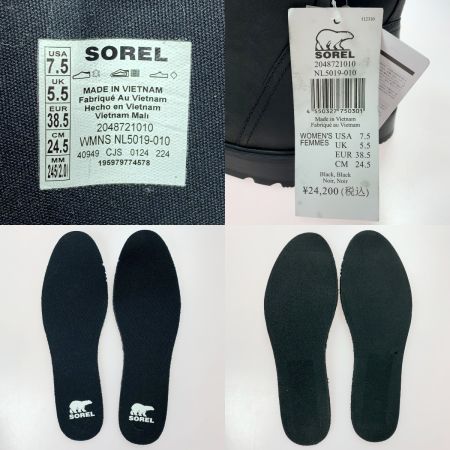 USA
7.5
UK
5.5
EUR
38.5
CM
24.5
MM
245/2.0
SOREL
MADE IN VIETNAM
Fabriqué Au Vietnam
Hecho en Vietnam
Vietnam Malı
2048721010
WMNS NL5019-010
40949 CJS 0124 224
195979774578
112310
SOREL
2048721010
NL5019-010
4550327750301
Made in Vietnam
Fabriqué au Vietnam
WOMEN'S USA 7.5
FEMMES UK 5.5
EUR 38.5
CM 24.5
Black, Black
Noir, Noir
¥24,200(税込)
SOREL
SOREL